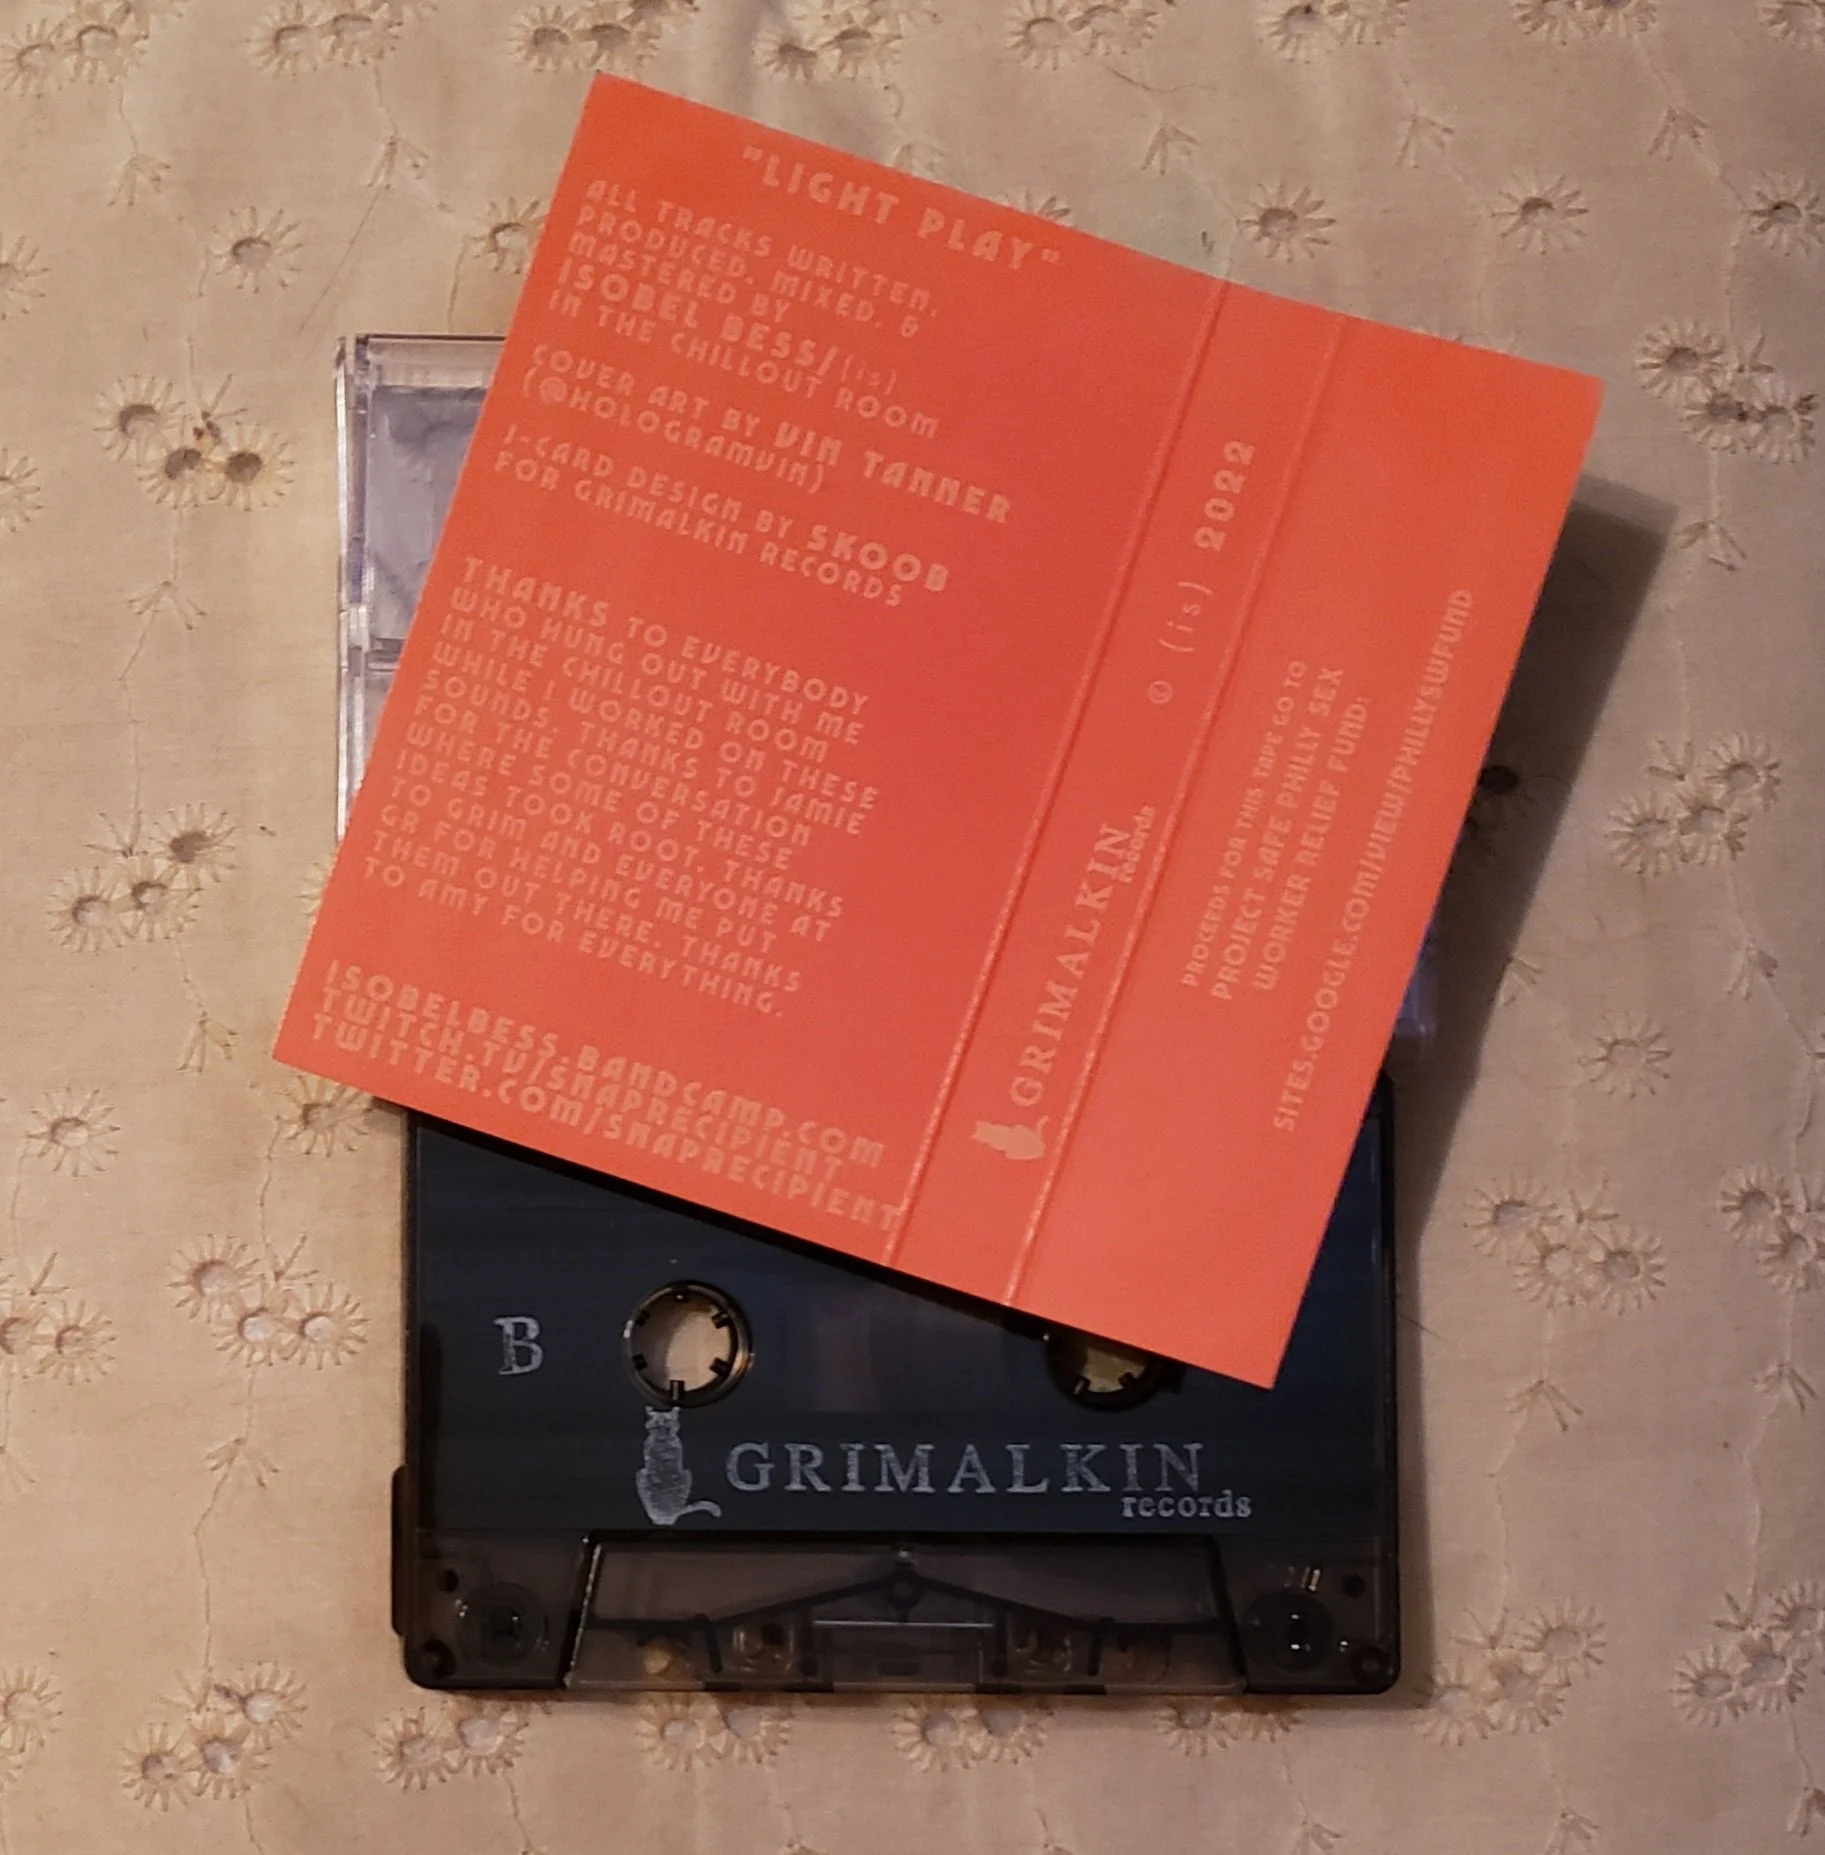 "LIGHT PLAY"
ALL TRACKS WRITTEN,
PRODUCED, MIXED, &
MASTERED BY
ISOBEL BESS/(is)
IN THE CHILLOUT ROOM
COVER ART BY VIN TANNER
(@HOLOGRAMVIN)
J-CARD DESIGN BY SKOOB
FOR GRIMALKIN RECORDS
THANKS TO EVERYBODY
WHO HUNG OUT WITH ME
IN THE CHILLOUT ROOM
WHILE I WORKED ON THESE
SOUNDS. THANKS TO JAMIE
FOR THE CONVERSATION
WHERE SOME OF THESE
IDEAS TOOK ROOT. THANKS
TO GRIM AND EVERYONE AT
GR FOR HELPING ME PUT
THEM OUT THERE. THANKS
TO AMY FOR EVERYTHING.
ISOBELBESS.BANDCAMP.COM
TWITCH.TV/SNAPRECIPIENT
TWITTER.COM/SNAPRECIPIENT
GRIMALKIN
records
© (is) 2022
PROCEEDS FOR THIS TAPE GO TO
PROJECT SAFE PHILLY SEX
WORKER RELIEF FUND:
SITES.GOOGLE.COM/VIEW/PHILLYSWFUND
B
GRIMALKIN
records